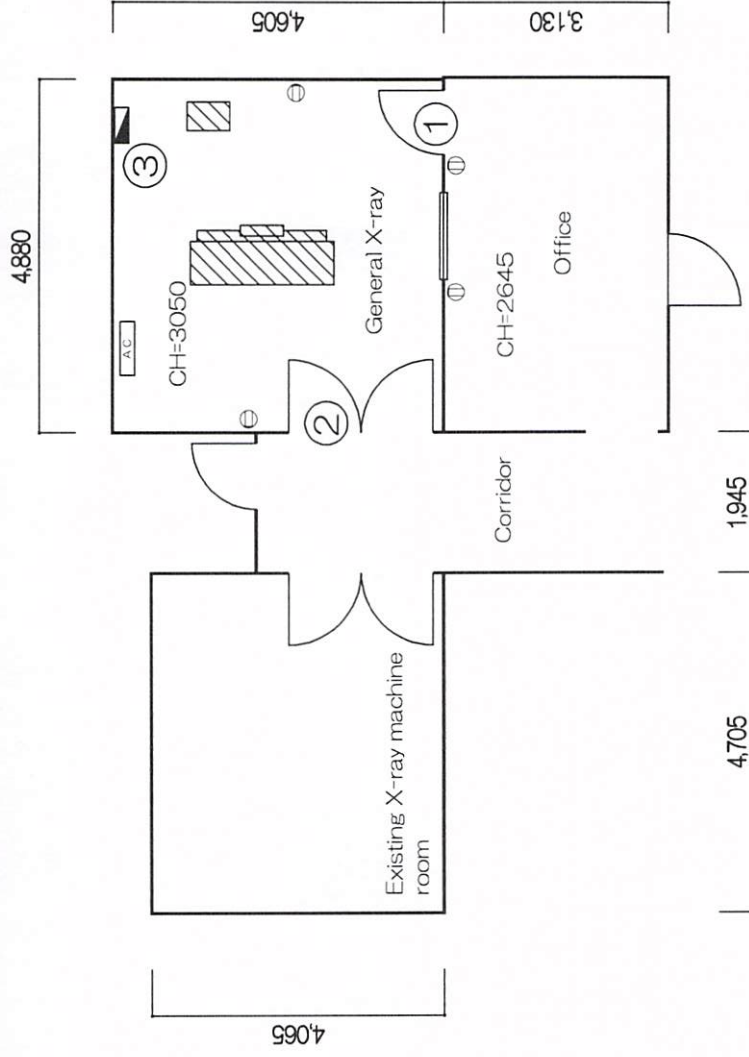 4,880
4,605
3,130
③
AC
CH=3050
General X-ray
①
②
CH=2645
Office
Corridor
Existing X-ray machine
room
4,065
1,945
4,705